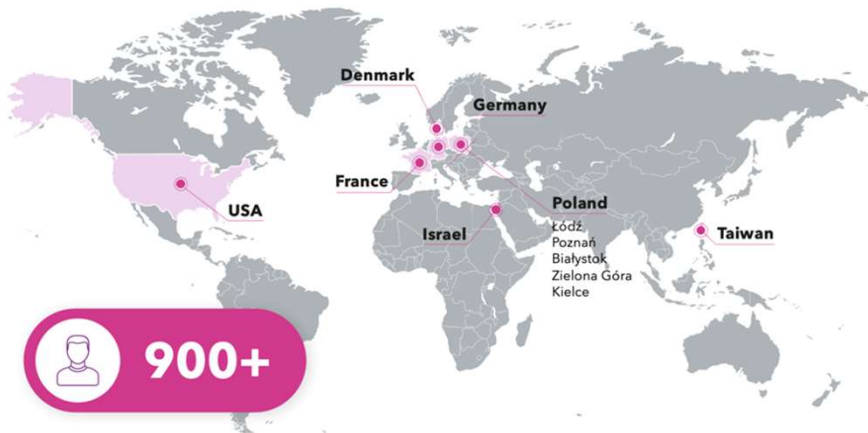 Denmark
Germany
France
USA
Israel
Poland
Łódź
Poznań
Białystok
Zielona Góra
Kielce
Taiwan
900+